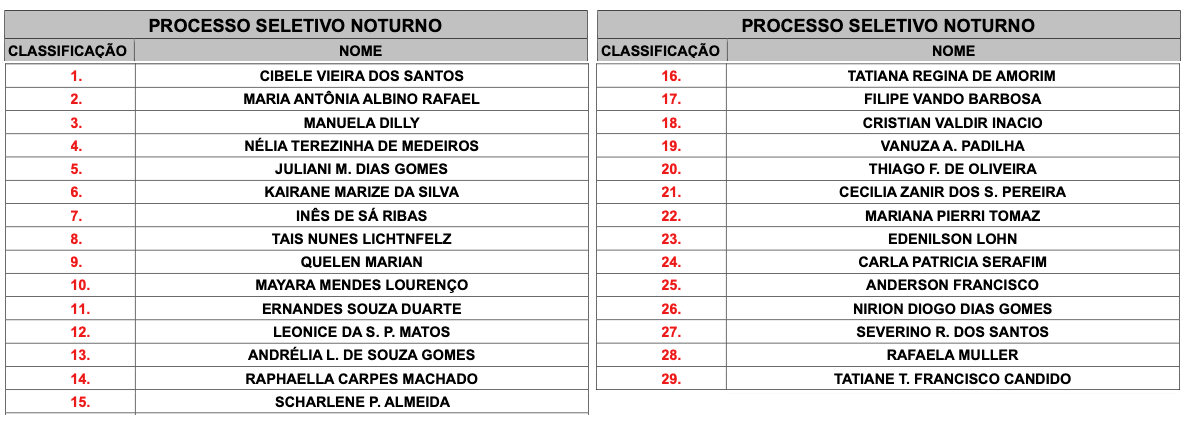 PROCESSO SELETIVO NOTURNO
CLASSIFICAÇÃO NOME
1. CIBELE VIEIRA DOS SANTOS
2. MARIA ANTÔNIA ALBINO RAFAEL
3. MANUELA DILLY
4. NÉLIA TEREZINHA DE MEDEIROS
5. JULIANI M. DIAS GOMES
6. KAIRANE MARIZE DA SILVA
7. INÊS DE SÁ RIBAS
8. TAIS NUNES LICHTNFELZ
9. QUELEN MARIAN
10. MAYARA MENDES LOURENÇO
11. ERNANDES SOUZA DUARTE
12. LEONICE DA S. P. MATOS
13. ANDRÉLIA L. DE SOUZA GOMES
14. RAPHAELLA CARPES MACHADO
15. SCHARLENE P. ALMEIDA
PROCESSO SELETIVO NOTURNO
CLASSIFICAÇÃO NOME
16. TATIANA REGINA DE AMORIM
17. FILIPE VANDO BARBOSA
18. CRISTIAN VALDIR INACIO
19. VANUZA A. PADILHA
20. THIAGO F. DE OLIVEIRA
21. CECILIA ZANIR DOS S. PEREIRA
22. MARIANA PIERRI TOMAZ
23. EDENILSON LOHN
24. CARLA PATRICIA SERAFIM
25. ANDERSON FRANCISCO
26. NIRION DIOGO DIAS GOMES
27. SEVERINO R. DOS SANTOS
28. RAFAELA MULLER
29. TATIANE T. FRANCISCO CANDIDO